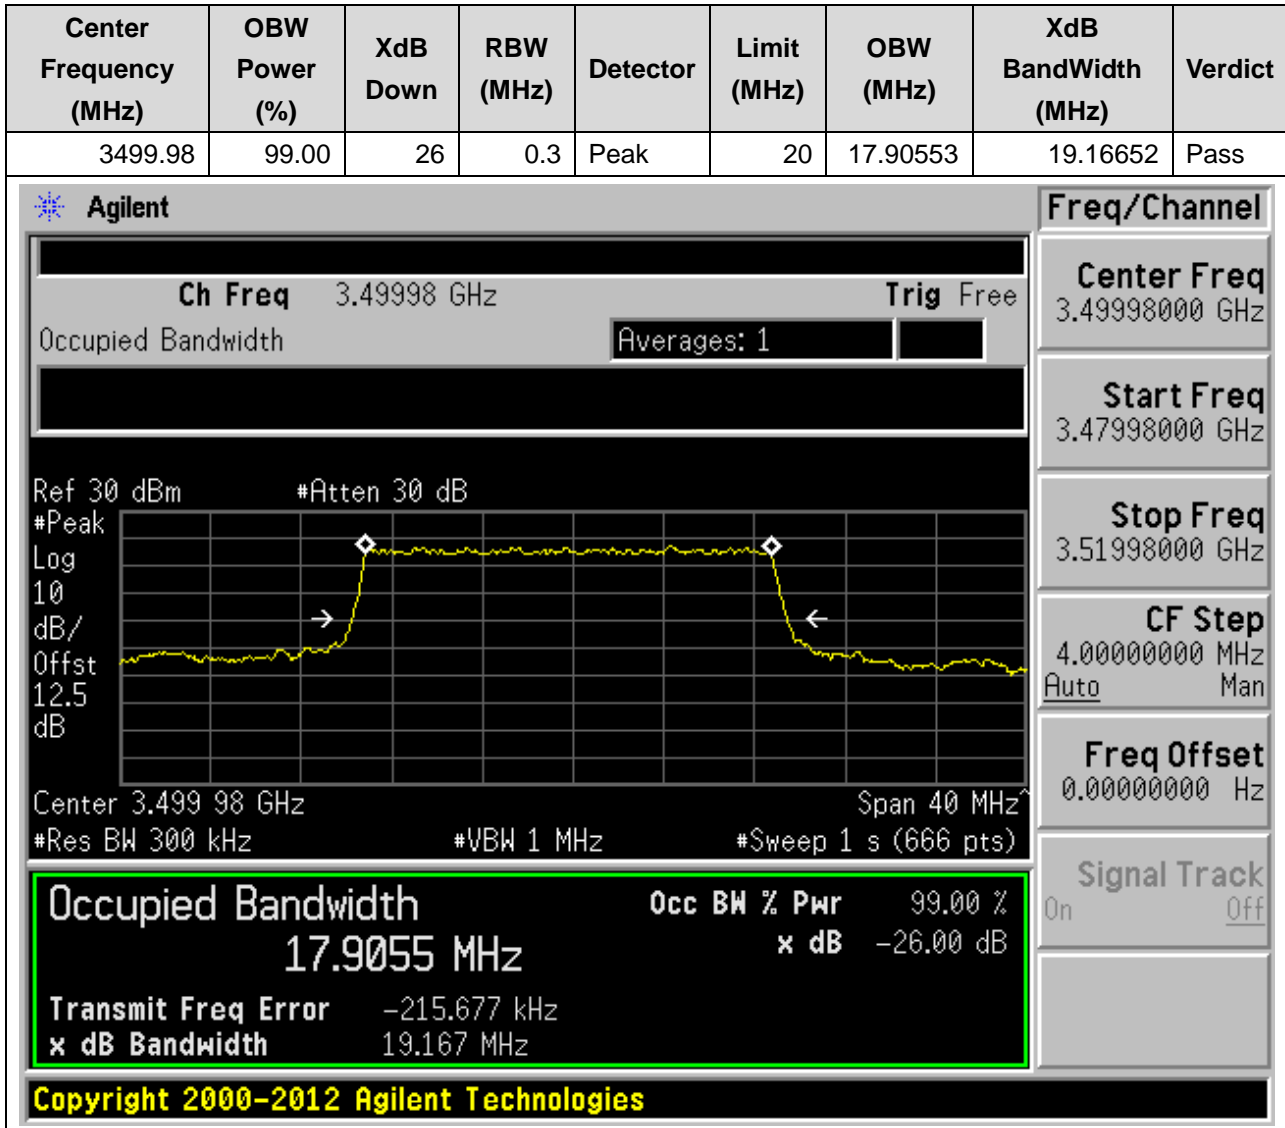 Center Frequency (MHz) OBW Power (%) XdB Down RBW (MHz) Detector Limit (MHz) OBW (MHz) XdB BandWidth (MHz) Verdict
3499.98 99.00 26 0.3 Peak 20 17.90553 19.16652 Pass
Agilent
Freq/Channel
Ch Freq 3.49998 GHz Trig Free
Occupied Bandwidth Averages: 1
Center Freq
3.49998000 GHz
Start Freq
3.47998000 GHz
Stop Freq
3.51998000 GHz
CF Step
4.00000000 MHz
Auto Man
Freq Offset
0.00000000 Hz
Signal Track
On Off
Ref 30 dBm #Atten 30 dB
#Peak
Log
10
dB/
Offst
12.5
dB
Center 3.499 98 GHz Span 40 MHz^
#Res BW 300 kHz #VBW 1 MHz #Sweep 1 s (666 pts)
Occupied Bandwidth
17.9055 MHz
Occ BW % Pwr 99.00 %
x dB -26.00 dB
Transmit Freq Error -215.677 kHz
x dB Bandwidth 19.167 MHz
Copyright 2000-2012 Agilent Technologies